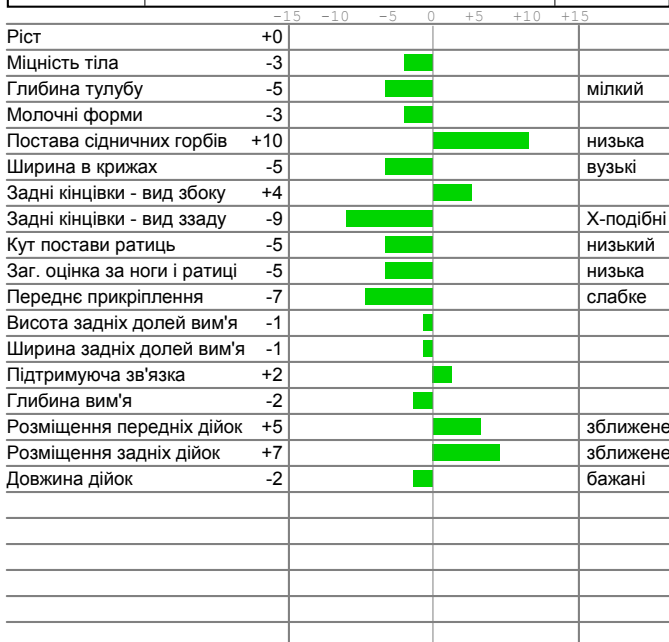 -15 -10 -5 0 +5 +10 +15
Ріст +0
Міцність тіла -3
Глибина тулубу -5 мілкий
Молочні форми -3
Постава сідничних горбів +10 низька
Ширина в крижах -5 вузькі
Задні кінцівки - вид збоку +4
Задні кінцівки - вид ззаду -9 Х-подібні
Кут постави ратиць -5 низький
Заг. оцінка за ноги і ратиці -5 низька
Переднє прикріплення -7 слабке
Висота задніх долей вим'я -1
Ширина задніх долей вим'я -1
Підтримуюча зв'язка +2
Глибина вим'я -2
Розміщення передніх дійок +5 зближене
Розміщення задніх дійок +7 зближене
Довжина дійок -2 бажані